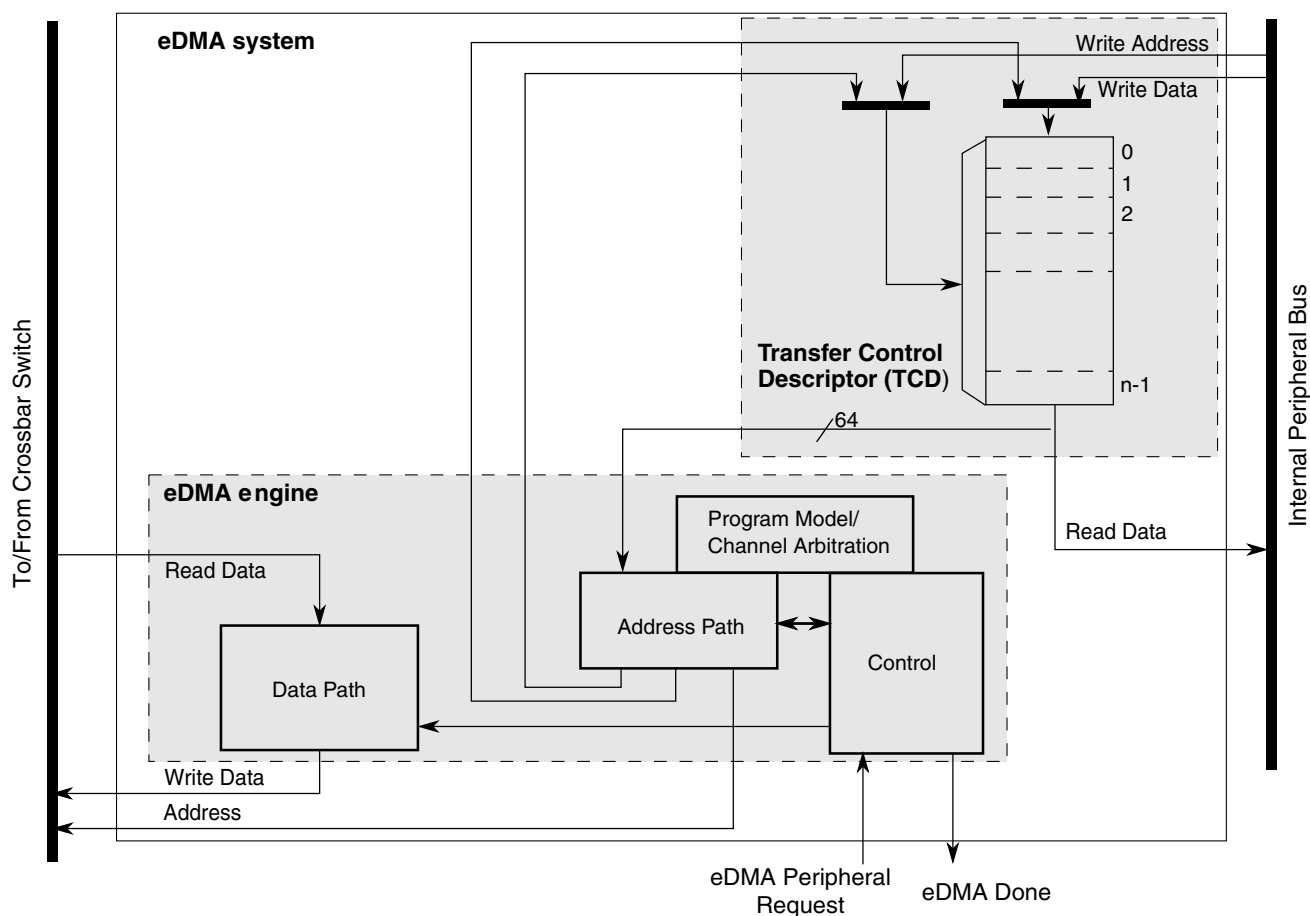 eDMA system
Write Address
Write Data
0
1
2
n-1
Transfer Control
Descriptor (TCD)
64
To/From Crossbar Switch
Internal Peripheral Bus
eDMA engine
Program Model/
Channel Arbitration
Read Data
Read Data
Address Path
Control
Data Path
Write Data
Address
eDMA Peripheral
Request
eDMA Done